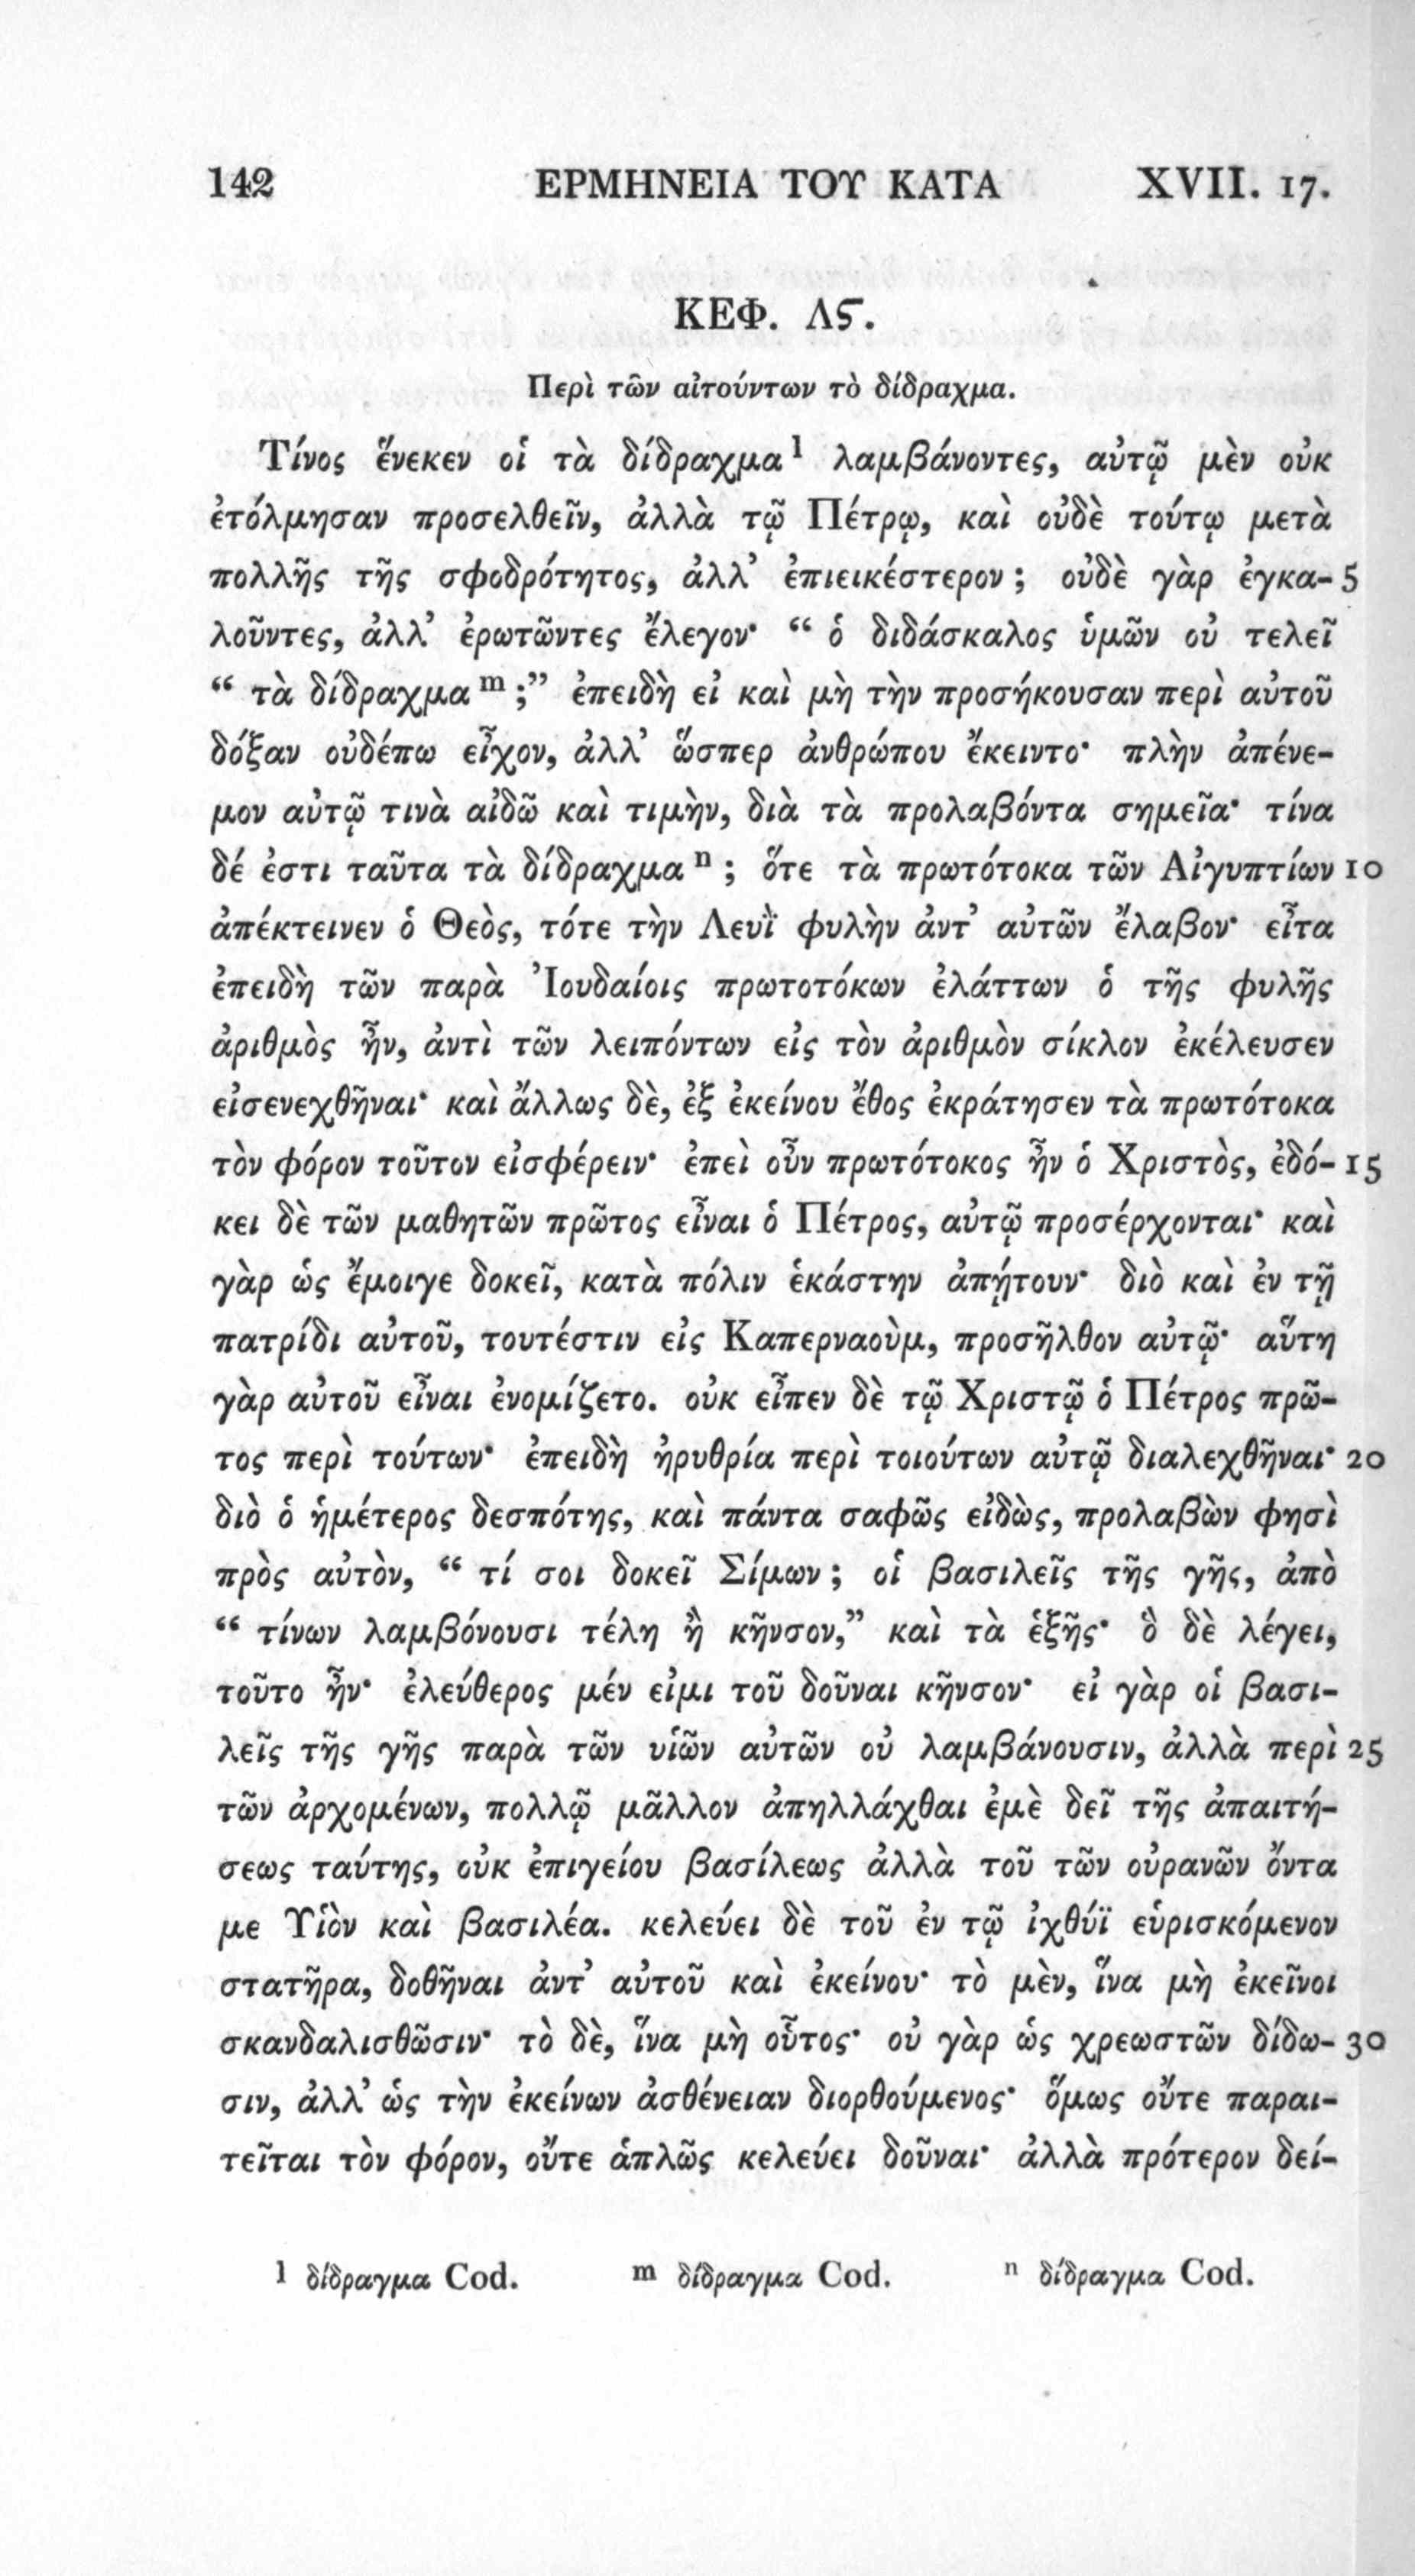 142 ΕΡΜΗΝΕΙΑ ΤΟΥ ΚΑΤΑ XVII. 17.
ΚΕΦ. Λϛ.
Περὶ τῶν αἰτούντων τὸ δίδραχμα.
Τίνος ἕνεκεν οἱ τὰ δίδραχμα l λαμβάνοντες, αὐτῷ μὲν οὐκ
ἐτόλμησαν προσελθεῖν, ἀλλὰ τῷ Πέτρῳ, καὶ οὐδὲ τούτῳ μετὰ
πολλῆς τῆς σφοδρότητος, ἀλλ’ ἐπιεικέστερον ; οὐδὲ γὰρ ἐγκα- 5
λοῦντες, ἀλλ’ ἐρωτῶντες ἔλεγον· “ ὁ διδάσκαλος ὑμῶν οὐ τελεῖ
“ τὰ δίδραχμα m ;” ἐπειδὴ εἰ καὶ μὴ τὴν προσήκουσαν περὶ αὐτοῦ
δόξαν οὐδέπω εἶχον, ἀλλ’ ὥσπερ ἀνθρώπου ἔκειντο· πλὴν ἀπένε-
μον αὐτῷ τινὰ αἰδῶ καὶ τιμὴν, διὰ τὰ προλαβόντα σημεῖα· τίνα
δέ ἐστι ταῦτα τὰ δίδραχμα n ; ὅτε τὰ πρωτότοκα τῶν Αἰγυπτίων 10
ἀπέκτεινεν ὁ Θεὸς, τότε τὴν Λευῒ φυλὴν ἀντ’ αὐτῶν ἔλαβον· εἶτα
ἐπειδὴ τῶν παρὰ Ἰουδαίοις πρωτοτόκων ἐλάττων ὁ τῆς φυλῆς
ἀριθμὸς ἦν, ἀντὶ τῶν λειπόντων εἰς τὸν ἀριθμὸν σίκλον ἐκέλευσεν
εἰσενεχθῆναι· καὶ ἄλλως δὲ, ἐξ ἐκείνου ἔθος ἐκράτησεν τὰ πρωτότοκα
τὸν φόρον τοῦτον εἰσφέρειν· ἐπεὶ οὖν πρωτότοκος ἦν ὁ Χριστὸς, ἐδό- 15
κει δὲ τῶν μαθητῶν πρῶτος εἶναι ὁ Πέτρος, αὐτῷ προσέρχονται· καὶ
γὰρ ὡς ἔμοιγε δοκεῖ, κατὰ πόλιν ἑκάστην ἀπῄτουν· διὸ καὶ ἐν τῇ
πατρίδι αὐτοῦ, τουτέστιν εἰς Καπερναοὺμ, προσῆλθον αὐτῷ· αὕτη
γὰρ αὐτοῦ εἶναι ἐνομίζετο. οὐκ εἶπεν δὲ τῷ Χριστῷ ὁ Πέτρος πρῶ-
τος περὶ τούτων· ἐπειδὴ ἠρυθρία περὶ τοιούτων αὐτῷ διαλεχθῆναι· 20
διὸ ὁ ἡμέτερος δεσπότης, καὶ πάντα σαφῶς εἰδὼς, προλαβὼν φησὶ
πρὸς αὐτὸν, “ τί σοι δοκεῖ Σίμων ; οἱ βασιλεῖς τῆς γῆς, ἀπὸ
“ τίνων λαμβόνουσι τέλη ἢ κῆνσον,” καὶ τὰ ἑξῆς· ὃ δὲ λέγει,
τοῦτο ἦν· ἐλεύθερος μέν εἰμι τοῦ δοῦναι κῆνσον· εἰ γὰρ οἱ βασι-
λεῖς τῆς γῆς παρὰ τῶν υἱῶν αὐτῶν οὐ λαμβάνουσιν, ἀλλὰ περὶ 25
τῶν ἀρχομένων, πολλῷ μᾶλλον ἀπηλλάχθαι ἐμὲ δεῖ τῆς ἀπαιτή-
σεως ταύτης, οὐκ ἐπιγείου βασίλεως ἀλλὰ τοῦ τῶν οὐρανῶν ὄντα
με Υἱὸν καὶ βασιλέα. κελεύει δὲ τοῦ ἐν τῷ ἰχθύϊ εὑρισκόμενον
στατῆρα, δοθῆναι ἀντ’ αὐτοῦ καὶ ἐκείνου· τὸ μὲν, ἵνα μὴ ἐκεῖνοι
σκανδαλισθῶσιν· τὸ δὲ, ἵνα μὴ οὗτος· οὐ γὰρ ὡς χρεωστῶν δίδω- 30
σιν, ἀλλ’ ὡς τὴν ἐκείνων ἀσθένειαν διορθούμενος· ὅμως οὔτε παραι-
τεῖται τὸν φόρον, οὔτε ἁπλῶς κελεύει δοῦναι· ἀλλὰ πρότερον δεί-
l δίδραγμα Cod. m δίδραγμα Cod. n δίδραγμα Cod.